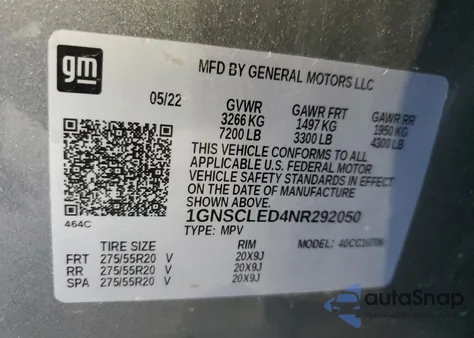 gm
MFD BY GENERAL MOTORS LLC
05/22 GVWR GAWR FRT GAWR RR
3266 KG 1497 KG 1950 KG
7200 LB 3300 LB 4300 LB
THIS VEHICLE CONFORMS TO ALL
APPLICABLE U.S. FEDERAL MOTOR
VEHICLE SAFETY STANDARDS IN EFFECT
ON THE DATE OF MANUFACTURE
SHOWN ABOVE.
464C 1GNSCLED4NR292050
TYPE: MPV MODEL:
TIRE SIZE RIM
FRT 275/55R20 V 20X9J
RR 275/55R20 V 20X9J
SPA 275/55R20 V 20X9J
autoSnap